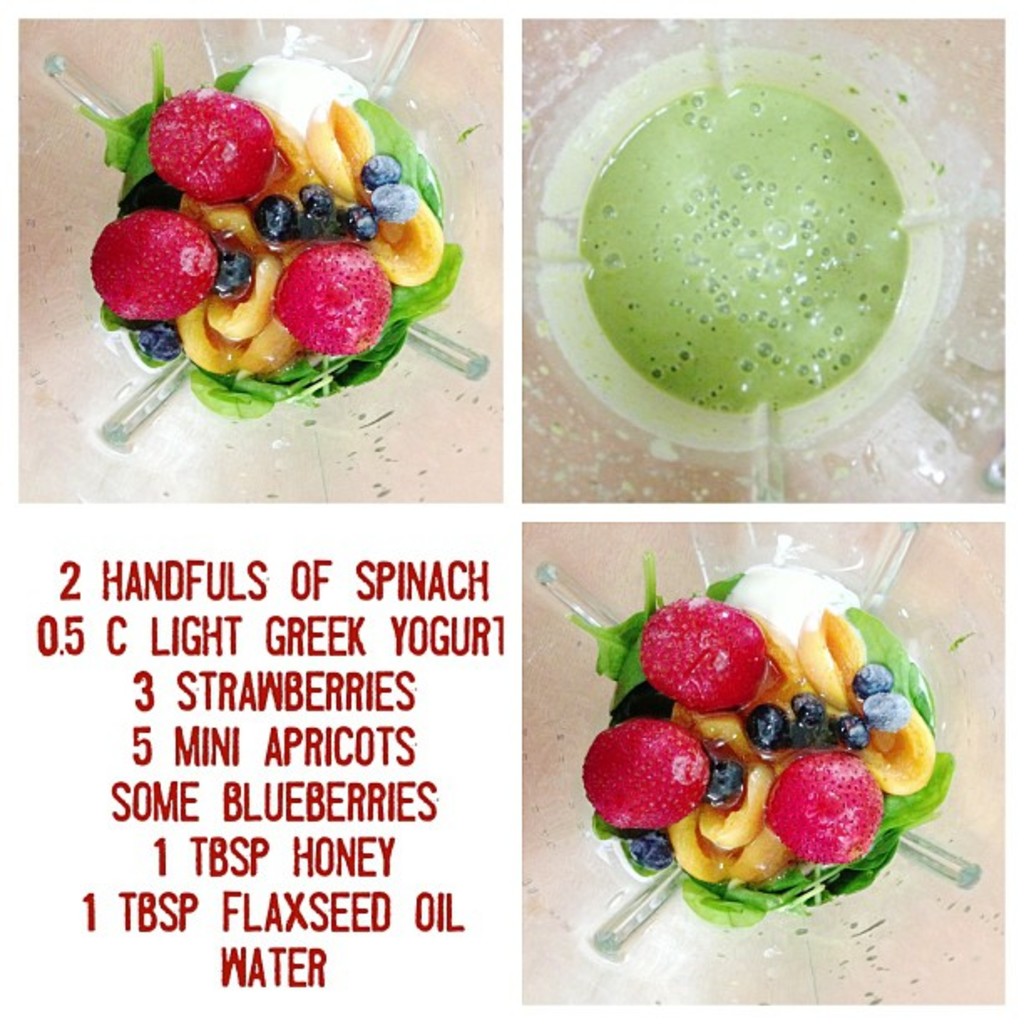 2 HANDFULS OF SPINACH
0.5 C LIGHT GREEK YOGURT
3 STRAWBERRIES
5 MINI APRICOTS
SOME BLUEBERRIES
1 TBSP HONEY
1 TBSP FLAXSEED OIL
WATER